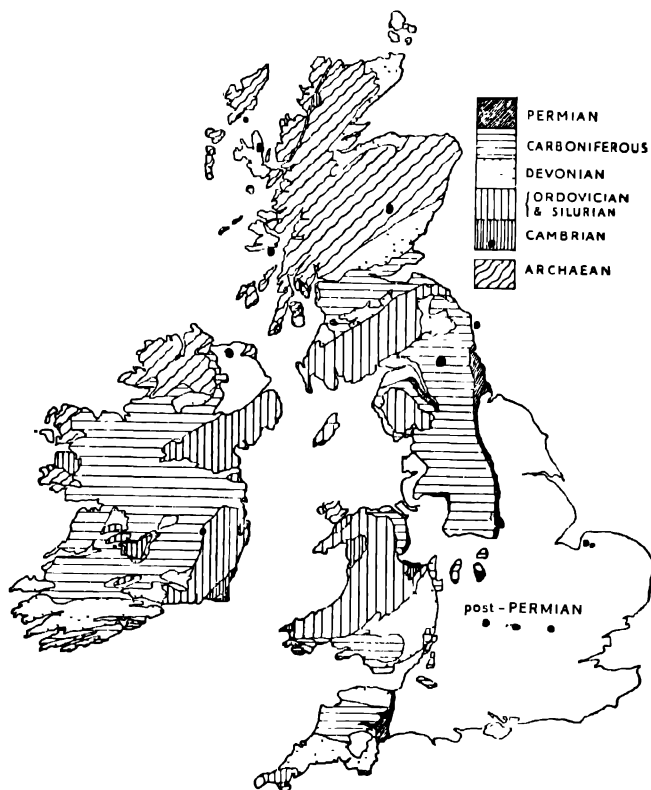 PERMIAN
CARBONIFEROUS
DEVONIAN
{ORDOVICIAN
& SILURIAN
CAMBRIAN
ARCHAEAN
post-PERMIAN